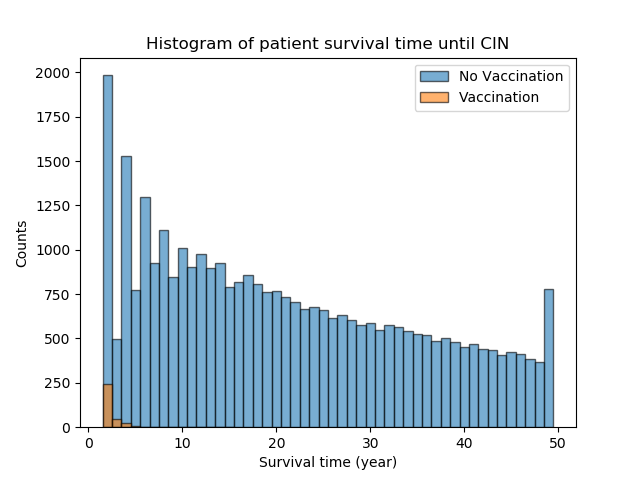 Histogram of patient survival time until CIN
No Vaccination
Vaccination
2000
1750
1500
1250
1000
750
500
250
0
Counts
0 10 20 30 40 50
Survival time (year)